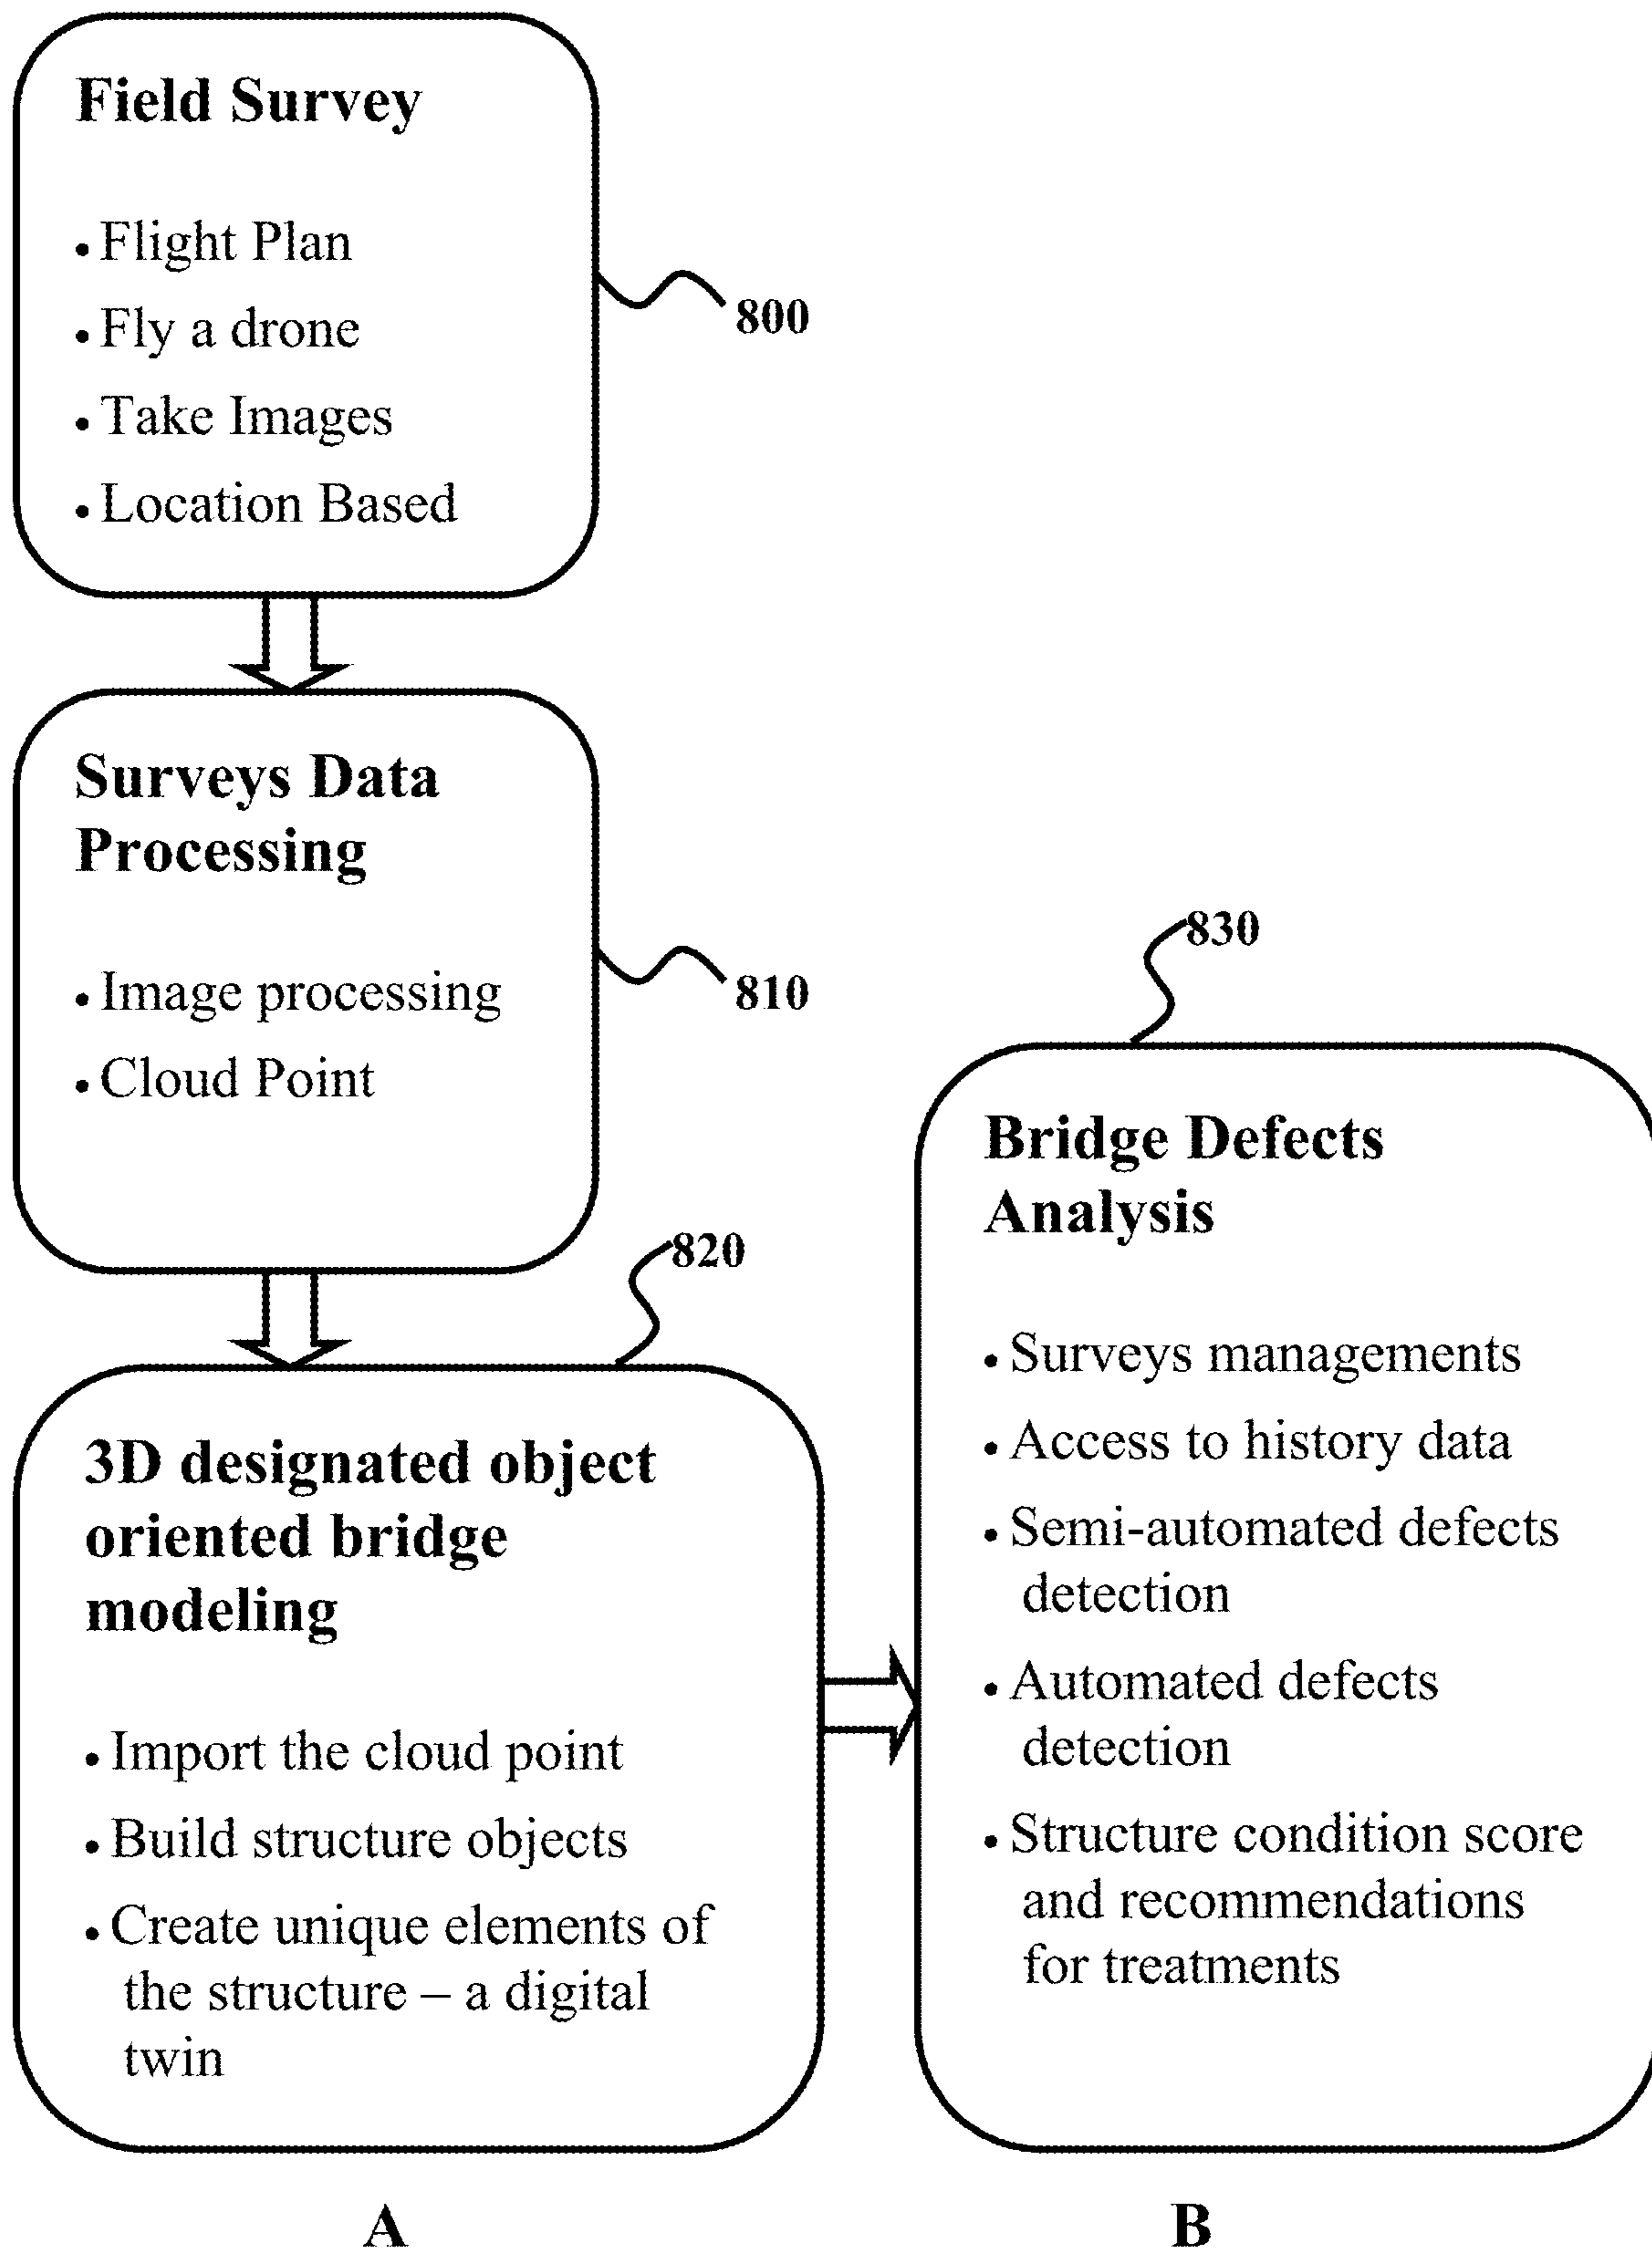 Field Survey
• Flight Plan
• Fly a drone
• Take Images
• Location Based
800
Surveys Data
Processing
• Image processing
• Cloud Point
810
820
3D designated object
oriented bridge
modeling
• Import the cloud point
• Build structure objects
• Create unique elements of
the structure – a digital
twin
A
830
Bridge Defects
Analysis
• Surveys managements
• Access to history data
• Semi-automated defects
detection
• Automated defects
detection
• Structure condition score
and recommendations
for treatments
B